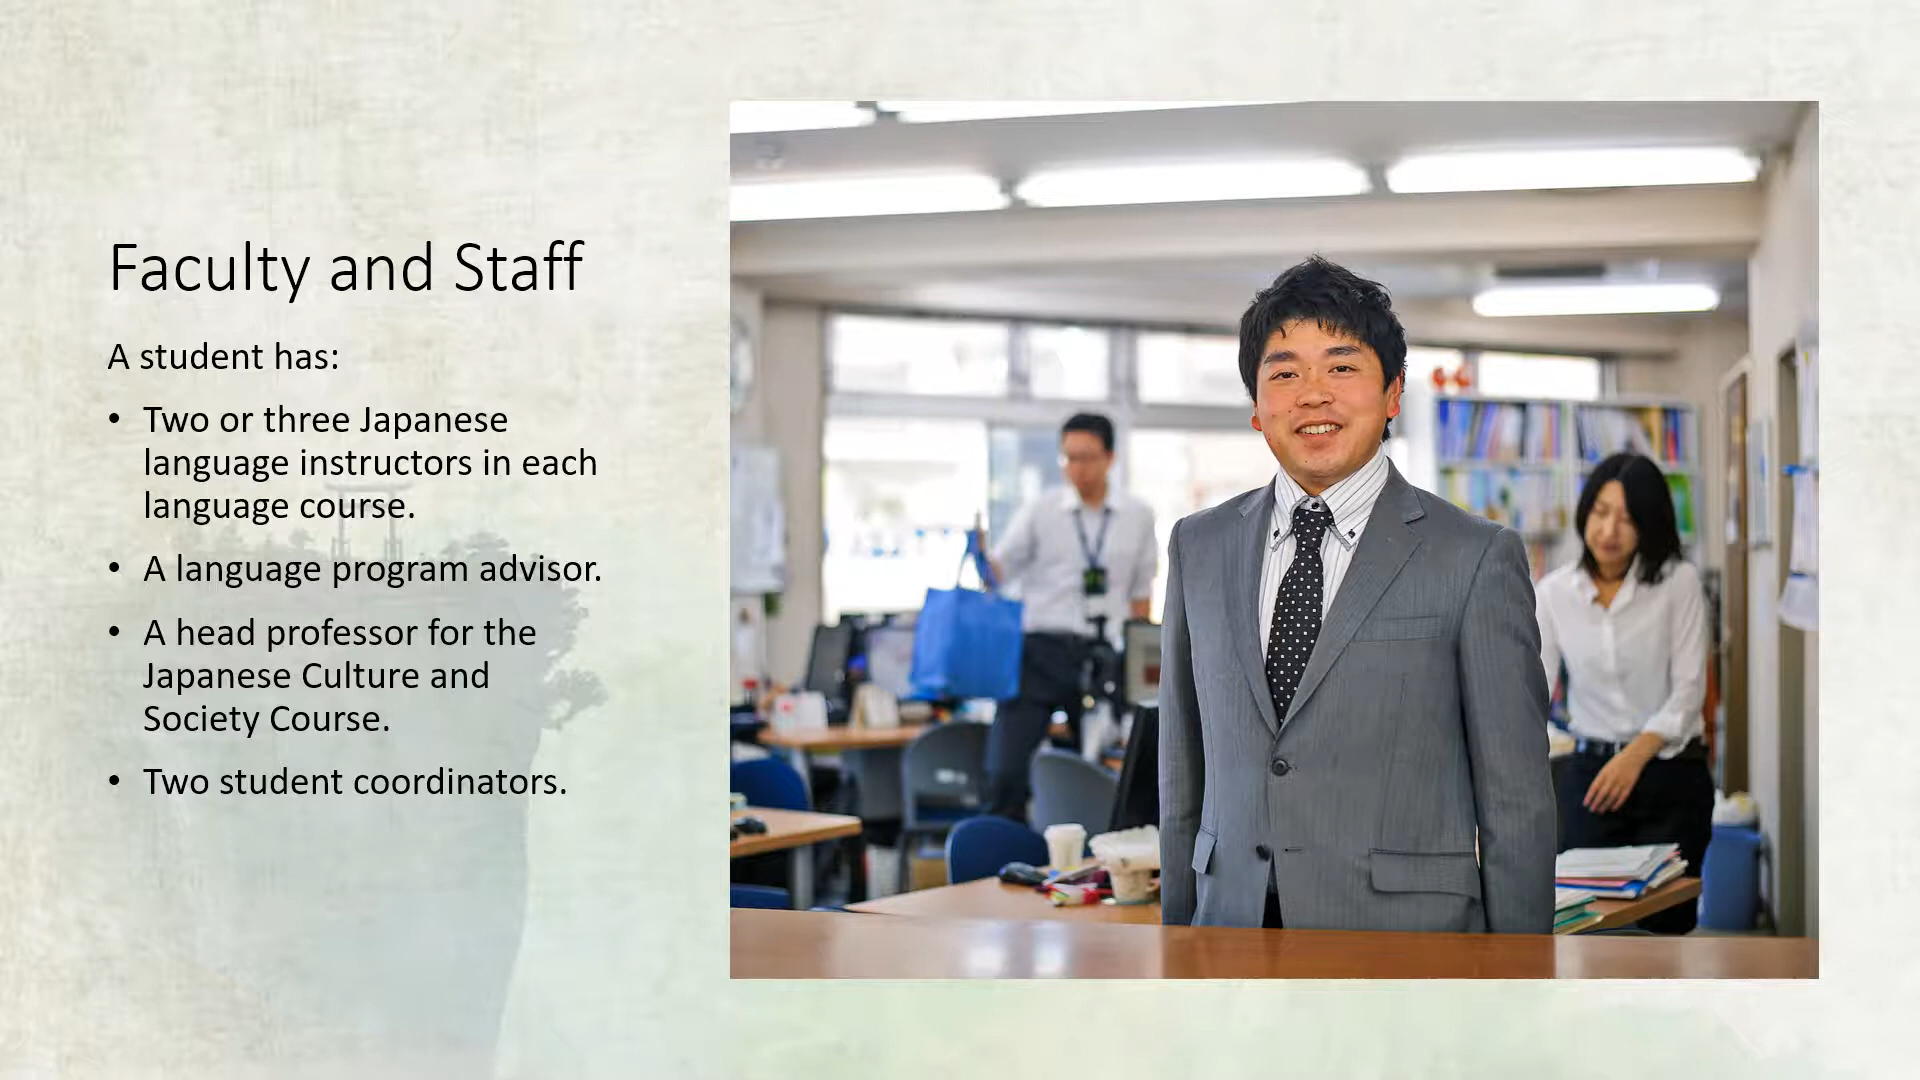 Faculty and Staff
A student has:
• Two or three Japanese
language instructors in each
language course.
• A language program advisor.
• A head professor for the
Japanese Culture and
Society Course.
• Two student coordinators.